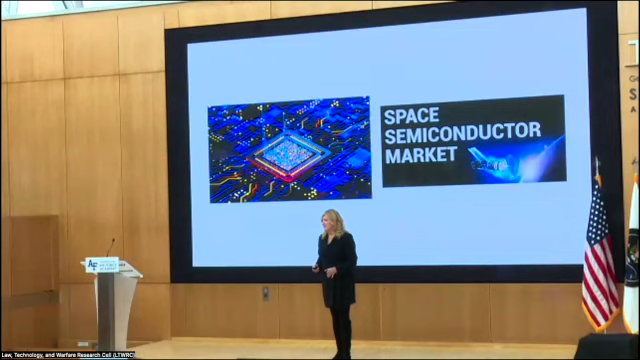 SPACE
SEMICONDUCTOR
MARKET
Law, Technology, and Warfare Research Cell (LTWRC)